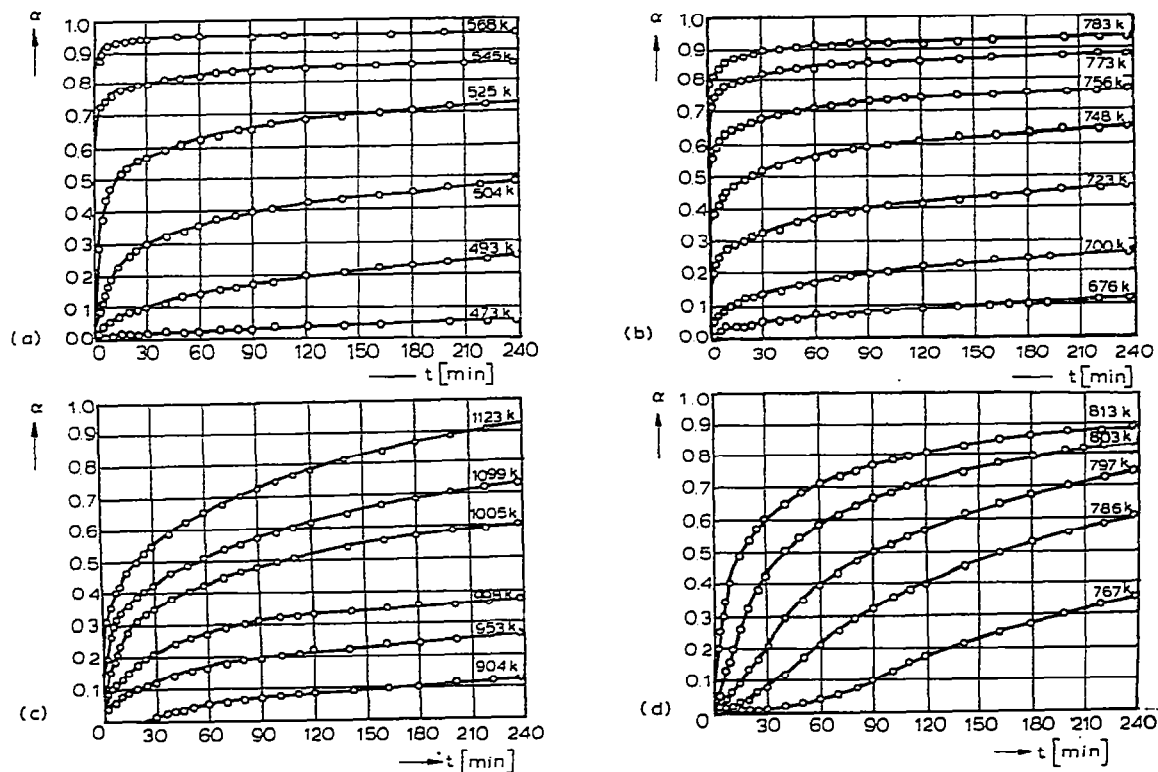 α
1.0
0.9
0.8
0.7
0.6
0.5
0.4
0.3
0.2
0.1
0.0
568 k
545 k
525 k
504 k
493 k
473 k
(a)
0 30 60 90 120 150 180 210 240
t [min]
α
1.0
0.9
0.8
0.7
0.6
0.5
0.4
0.3
0.2
0.1
0.0
783 k
773 k
756 k
748 k
723 k
700 k
676 k
(b)
0 30 60 90 120 150 180 210 240
t [min]
α
1.0
0.9
0.8
0.7
0.6
0.5
0.4
0.3
0.2
0.1
1123 k
1099 k
1005 k
953 k
904 k
(c)
0 30 60 90 120 150 180 210 240
t [min]
α
1.0
0.9
0.8
0.7
0.6
0.5
0.4
0.3
0.2
0.1
0
813 k
803 k
797 k
786 k
767 k
(d)
30 60 90 120 150 180 210 240
t [min]